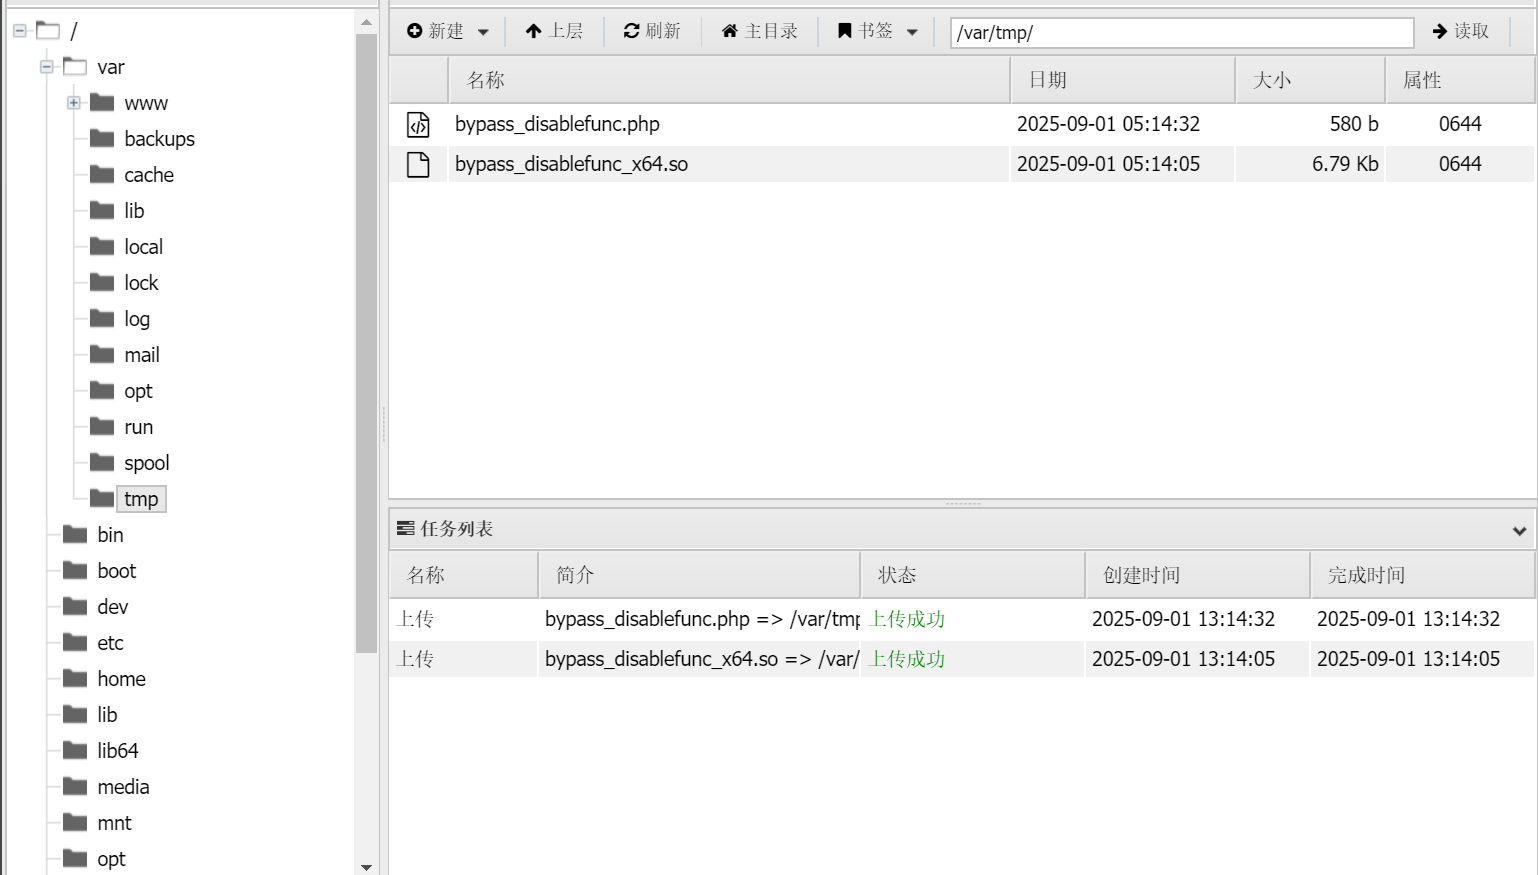 /
var
www
backups
cache
lib
local
lock
log
mail
opt
run
spool
tmp
bin
boot
dev
etc
home
lib
lib64
media
mnt
opt
新建 上层 刷新 主目录 书签 /var/tmp/ 读取
名称 日期 大小 属性
bypass_disablefunc.php 2025-09-01 05:14:32 580 b 0644
bypass_disablefunc_x64.so 2025-09-01 05:14:05 6.79 Kb 0644
任务列表
名称 简介 状态 创建时间 完成时间
上传 bypass_disablefunc.php => /var/tmp 上传成功 2025-09-01 13:14:32 2025-09-01 13:14:32
上传 bypass_disablefunc_x64.so => /var/ 上传成功 2025-09-01 13:14:05 2025-09-01 13:14:05